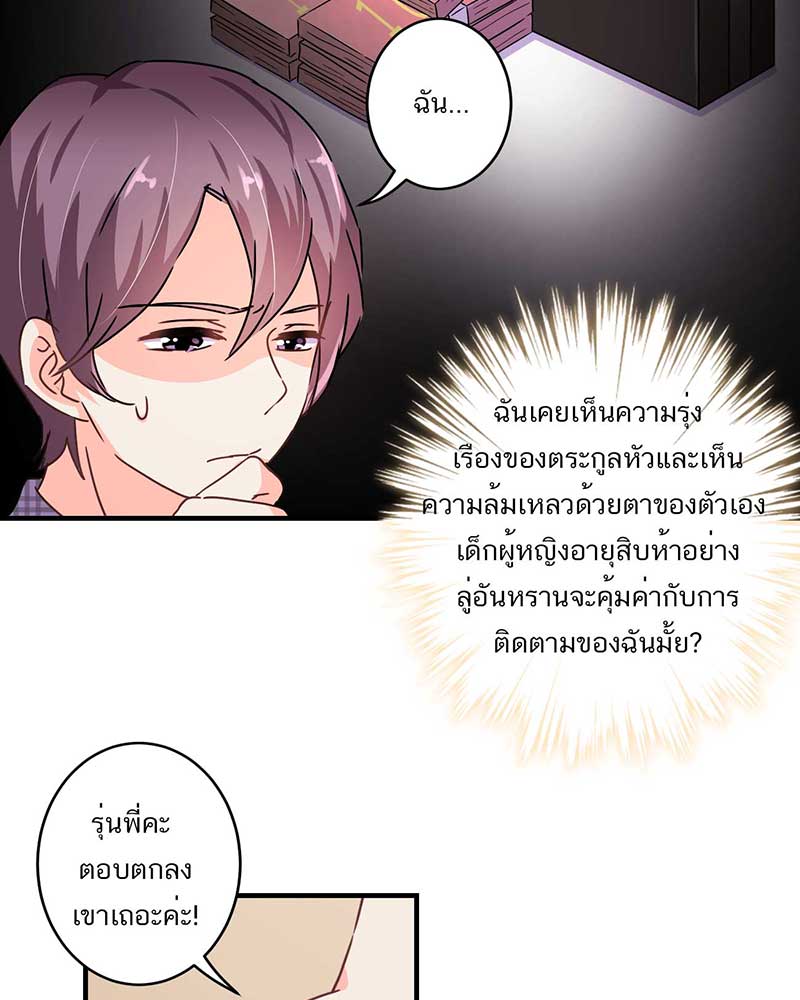 ฉัน...
ฉันเคยเห็นความรุ่ง
เรืองของตระกูลหัวและเห็น
ความล้มเหลวด้วยตาของตัวเอง
เด็กผู้หญิงอายุสิบห้าอย่าง
ลู่อันหรานจะคุ้มค่ากับการ
ติดตามของฉันมั้ย?
รุ่นพี่คะ
ตอบตกลง
เขาเถอะค่ะ!